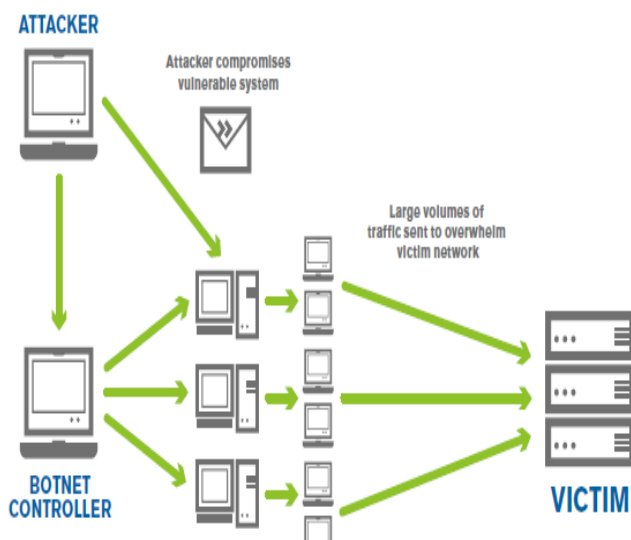 ATTACKER
Attacker compromises
vulnerable system
Large volumes of
traffic sent to overwhelm
victim network
BOTNET
CONTROLLER
VICTIM